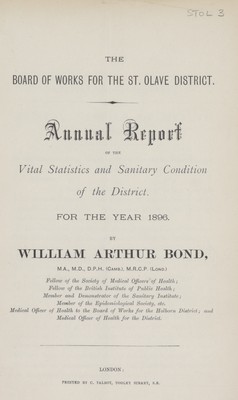 STOL 3
THE
BOARD OF WORKS FOR THE ST. OLAVE DISTRICT.
Annual Report
OF THE
Vital Statistics and Sanitary Condition
of the District.
FOR THE YEAR 1896.
BY
WILLIAM ARTHUR BOND,
M.A., M.D., D.P.H. (CAMB.), M.R.C.P. (LOND.)
Fellow of the Society of Medical Officers of Health;
Fellow of the British Institute of Public Health;
Member and Demonstrator of the Sanitary Institute;
Member of the Epidemiological Society, etc.
Medical Officer of Health to the Board of Works for the Holborn District; and
Medical Officer of Health for the District.
LONDON:
PRINTED BY C. TALBOT, TOOLEY STREET, S.E.